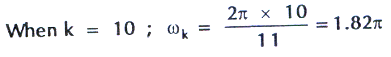 When k = 10 ; ωk = 2π × 10 / 11 = 1.82π